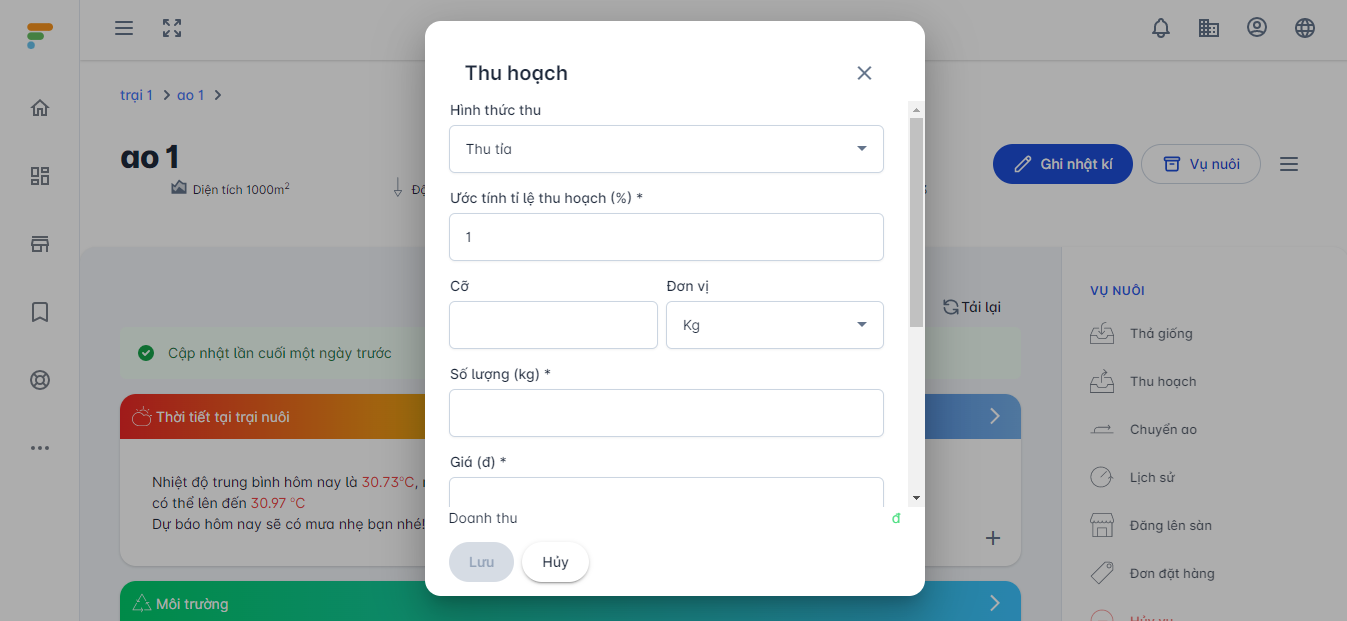 trại 1 > ao 1 >
ao 1
Diện tích 1000m²
Ghi nhật kí
Vụ nuôi
Tải lại
Cập nhật lần cuối một ngày trước
Thời tiết tại trại nuôi
Nhiệt độ trung bình hôm nay là 30.73°C,
có thể lên đến 30.97 °C
Dự báo hôm nay sẽ có mưa nhẹ bạn nhé!
Môi trường
Thu hoạch
Hình thức thu
Thu tỉa
Ước tính tỉ lệ thu hoạch (%) *
1
Cỡ
Đơn vị
Kg
Số lượng (kg) *
Giá (đ) *
Doanh thu
đ
Lưu
Hủy
VỤ NUÔI
Thả giống
Thu hoạch
Chuyển ao
Lịch sử
Đăng lên sàn
Đơn đặt hàng